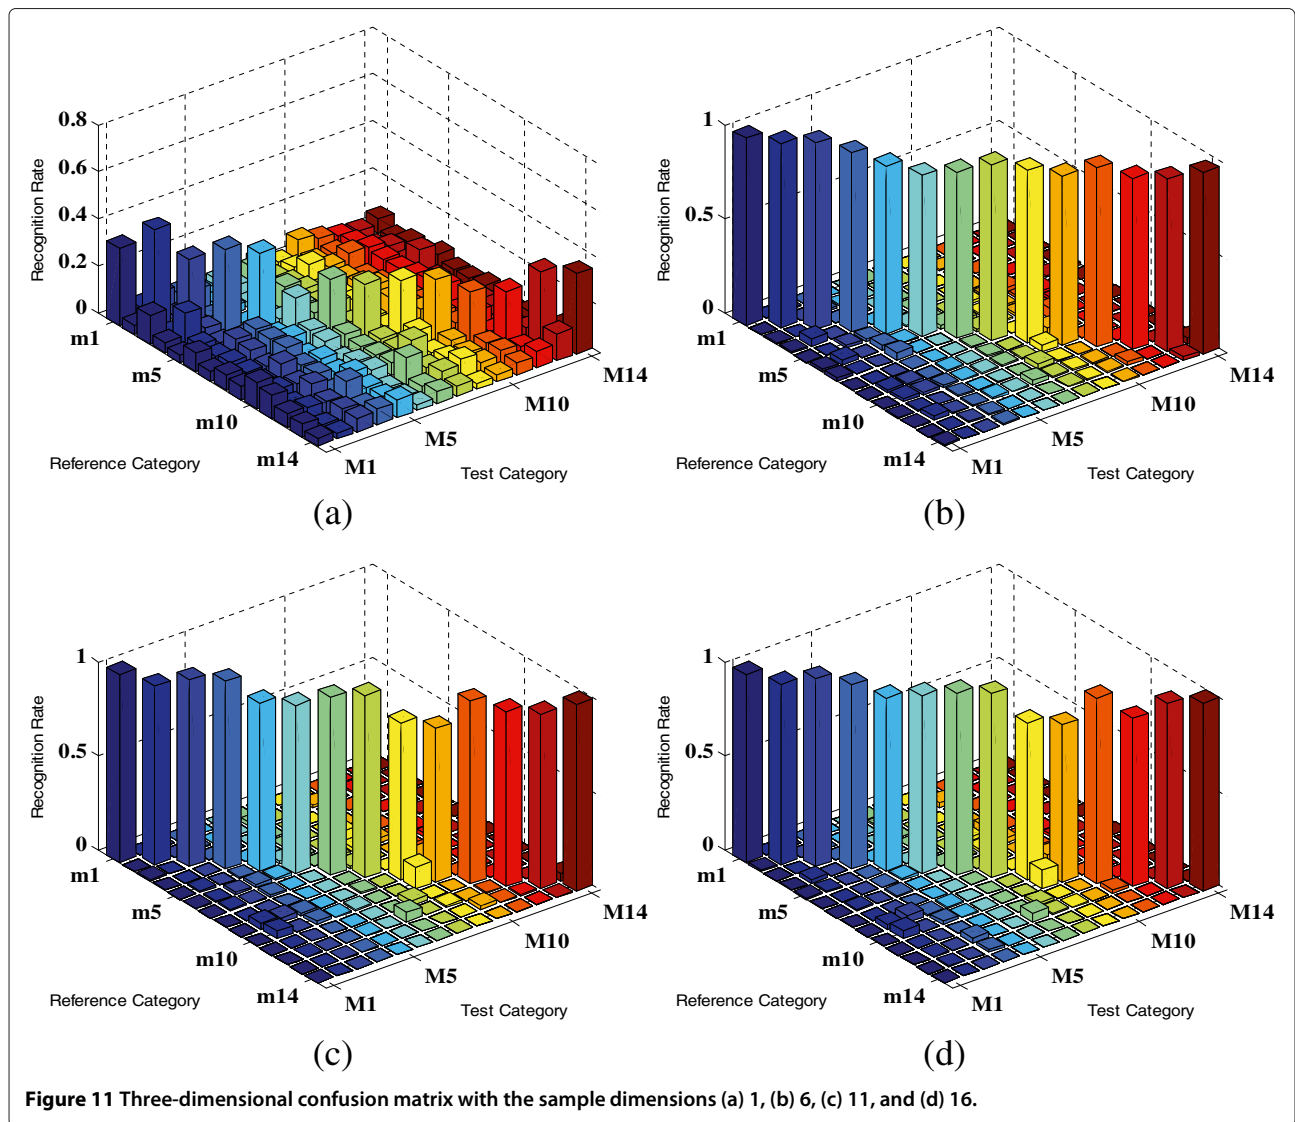 0.8
0.6
0.4
0.2
0
Recognition Rate
m1
m5
m10
m14
Reference Category
M1
M5
M10
M14
Test Category
(a)
1
0.5
0
Recognition Rate
m1
m5
m10
m14
Reference Category
M1
M5
M10
M14
Test Category
(b)
1
0.5
0
Recognition Rate
m1
m5
m10
m14
Reference Category
M1
M5
M10
M14
Test Category
(c)
1
0.5
0
Recognition Rate
m1
m5
m10
m14
Reference Category
M1
M5
M10
M14
Test Category
(d)
Figure 11 Three-dimensional confusion matrix with the sample dimensions (a) 1, (b) 6, (c) 11, and (d) 16.